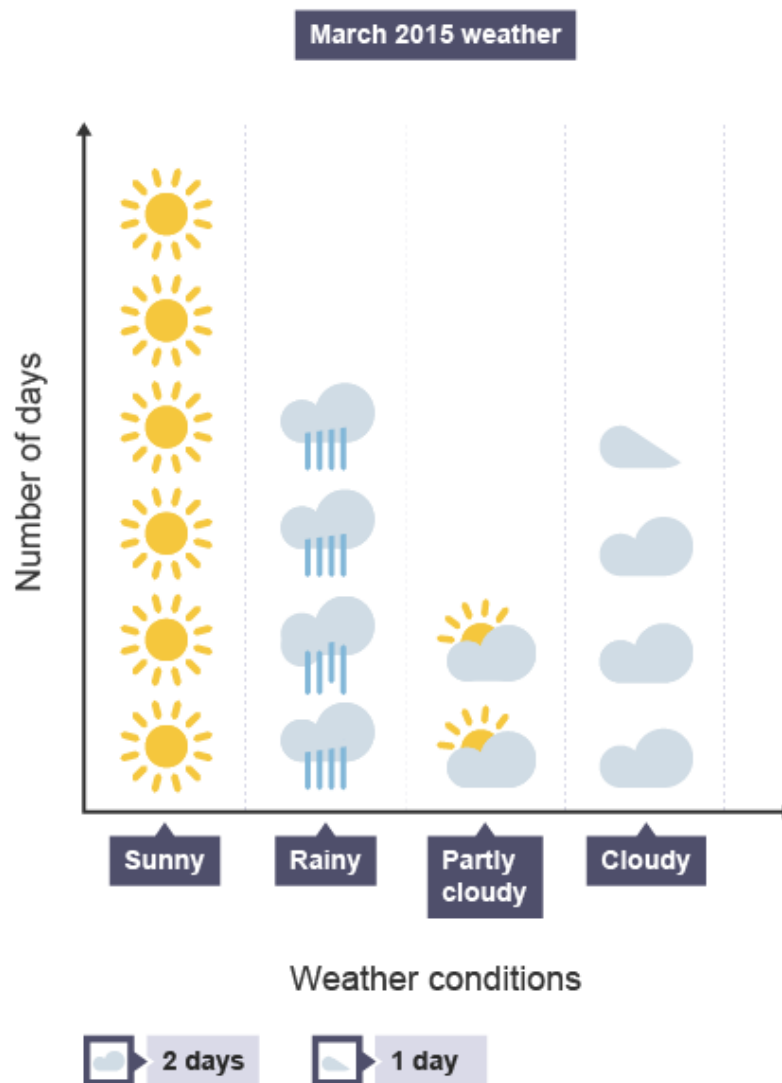 March 2015 weather
Number of days
Sunny
Rainy
Partly
cloudy
Cloudy
Weather conditions
2 days
1 day